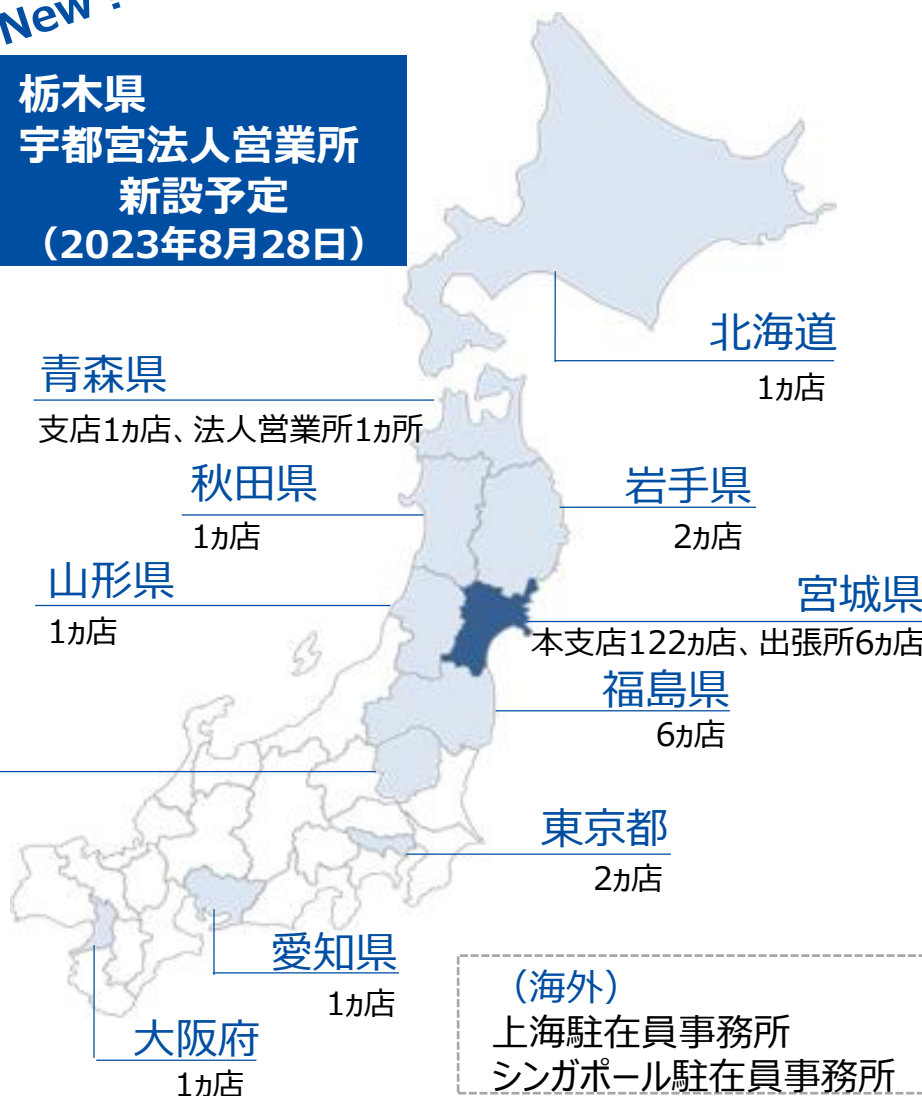 New！
栃木県
宇都宮法人営業所
新設予定
（2023年8月28日）
北海道
1ヵ店
青森県
支店1ヵ店、法人営業所1ヵ所
秋田県
1ヵ店
岩手県
2ヵ店
山形県
1ヵ店
宮城県
本支店122ヵ店、出張所6ヵ店
福島県
6ヵ店
東京都
2ヵ店
愛知県
1ヵ店
大阪府
1ヵ店
（海外）
上海駐在員事務所
シンガポール駐在員事務所